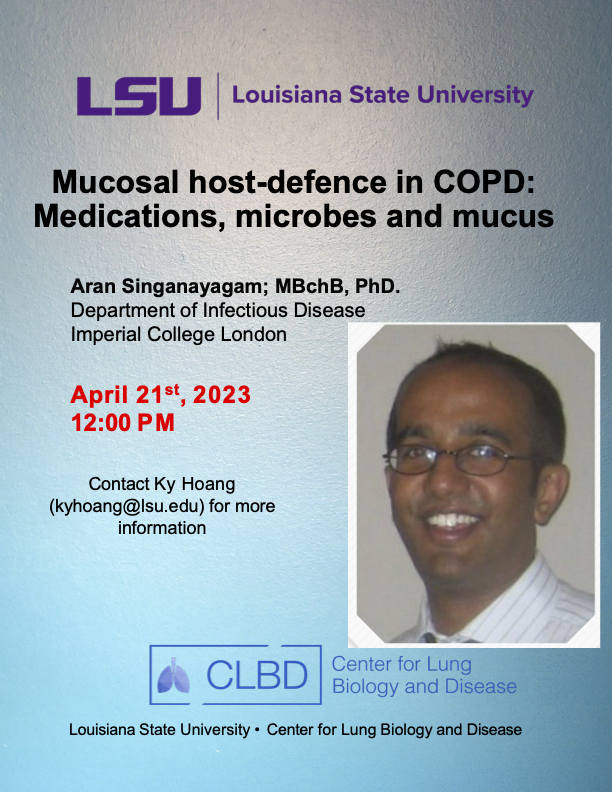 LSU | Louisiana State University
Mucosal host-defence in COPD:
Medications, microbes and mucus
Aran Singanayagam; MBchB, PhD.
Department of Infectious Disease
Imperial College London
April 21st, 2023
12:00 PM
Contact Ky Hoang
(kyhoang@lsu.edu) for more
information
CLBD
Center for Lung
Biology and Disease
Louisiana State University • Center for Lung Biology and Disease